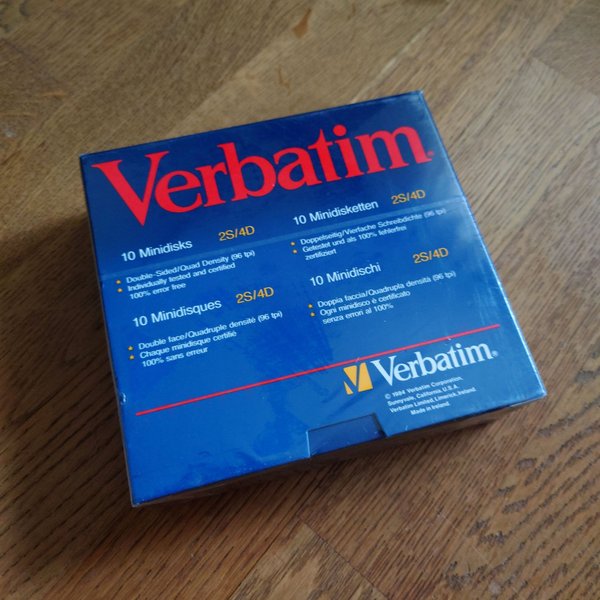 Verbatim.
10 Minidisks 2S/4D
• Double-Sided/Quad Density (96 tpi)
• Individually tested and certified
100% error free
10 Minidisketten 2S/4D
• Doppelseitig/Vierfache Schreibdichte (96 tpi)
• Getestet und als 100% fehlerfrei
zertifiziert
10 Minidisques 2S/4D
• Double face/Quadruple densité (96 tpi)
• Chaque minidisque certifié
100% sans erreur
10 Minidischi 2S/4D
• Doppia faccia/Quadrupla densità (96 tpi)
• Ogni minidisco è certificato
senza errori al 100%
Verbatim®
© 1984 Verbatim Corporation,
Sunnyvale, California, U.S.A.
Verbatim Limited, Limerick, Ireland
Made in Ireland.